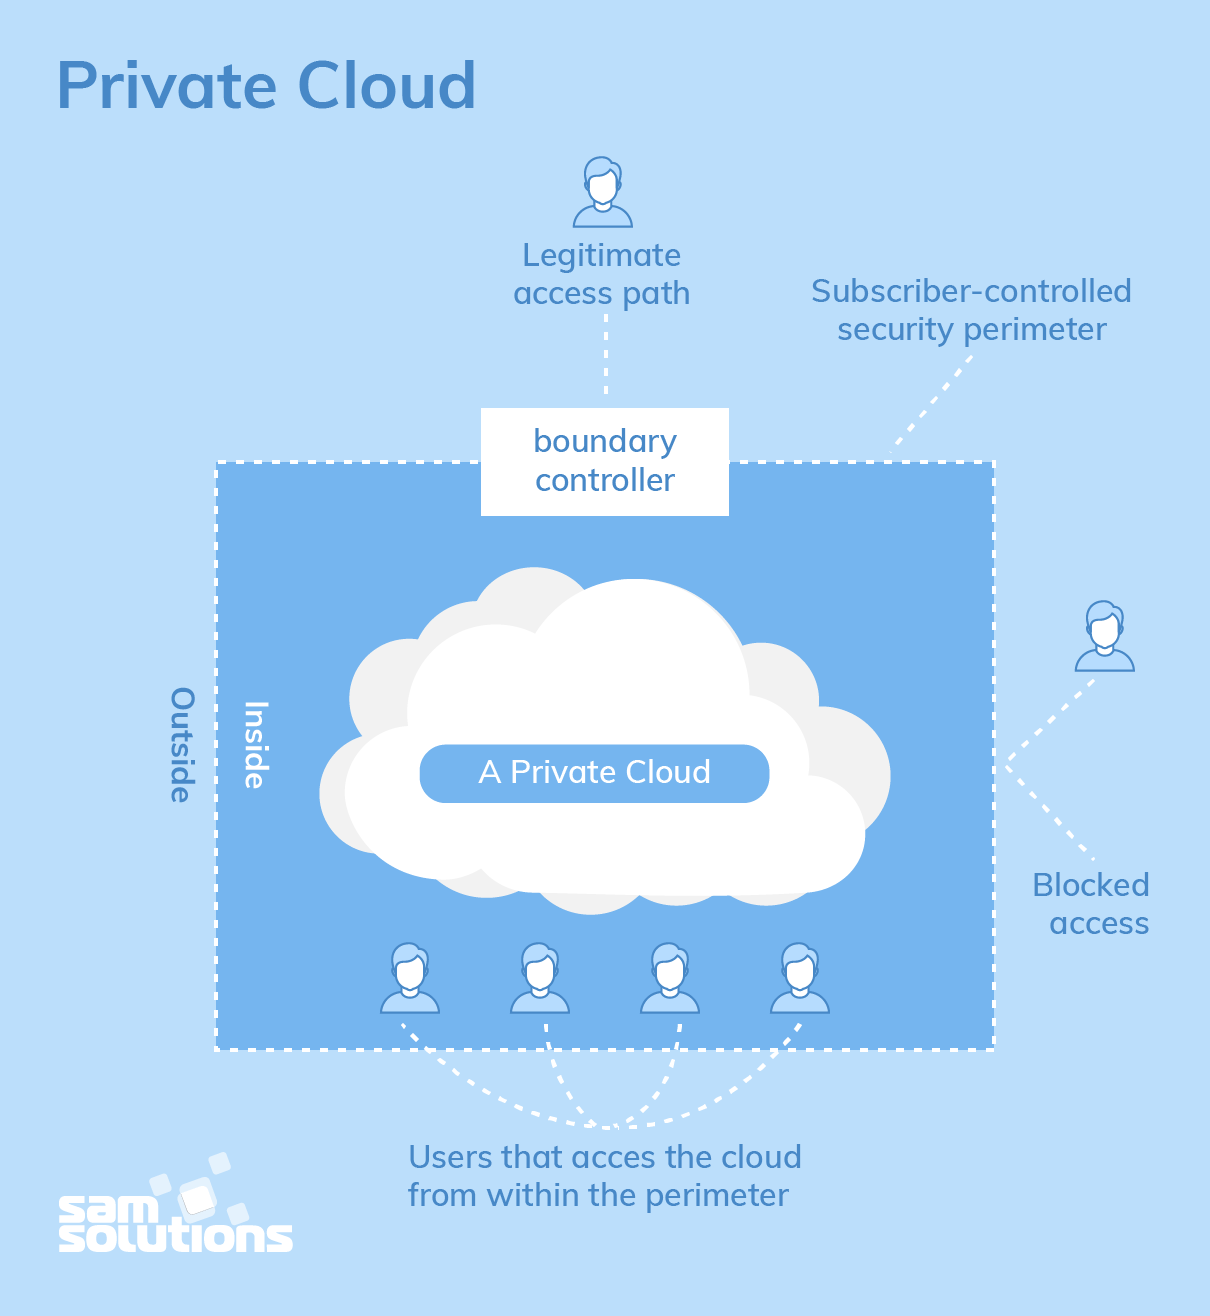 Private Cloud
Legitimate
access path
Subscriber-controlled
security perimeter
boundary
controller
Outside
Inside
A Private Cloud
Blocked
access
Users that acces the cloud
from within the perimeter
sam
solutions